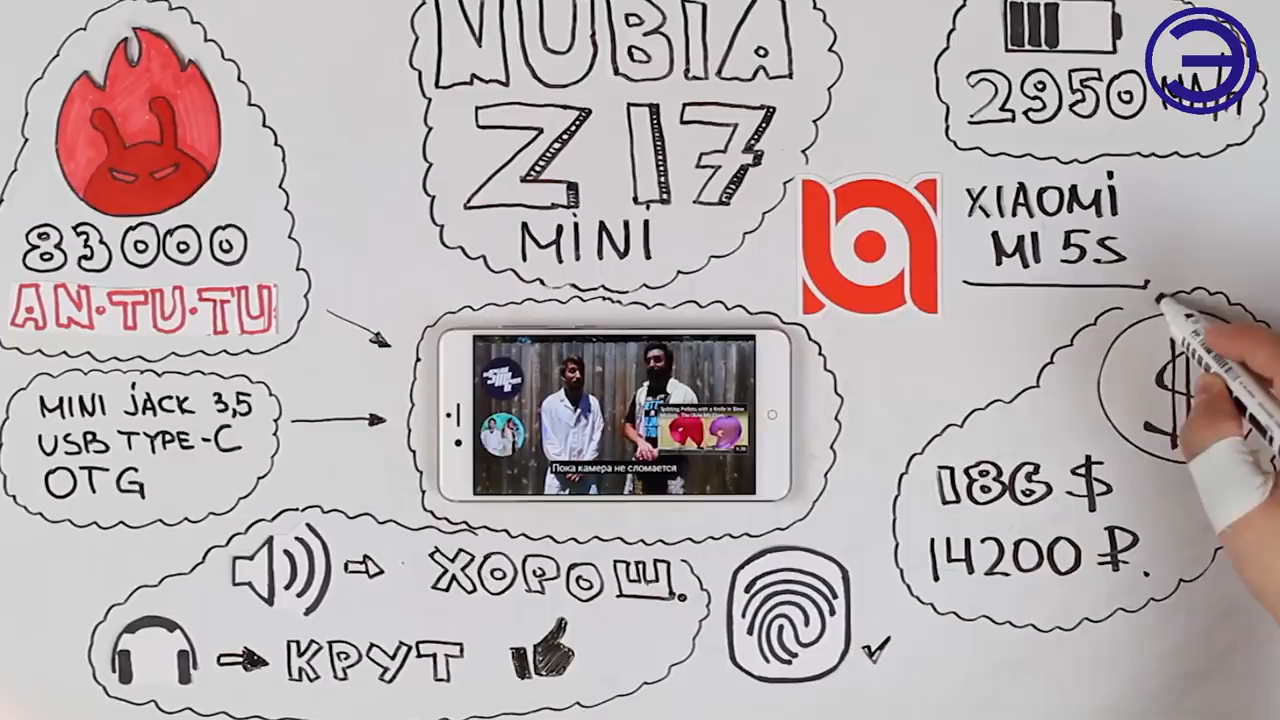 NUBIA
Z17
MINI
83000
AN·TU·TU
2950 МА/ч
XIAOMI
MI 5S
MINI JACK 3,5
USB TYPE-C
OTG
Пока камера не сломается
$
186 $
14200 ₽.
ХОРОШ.
КРУТ